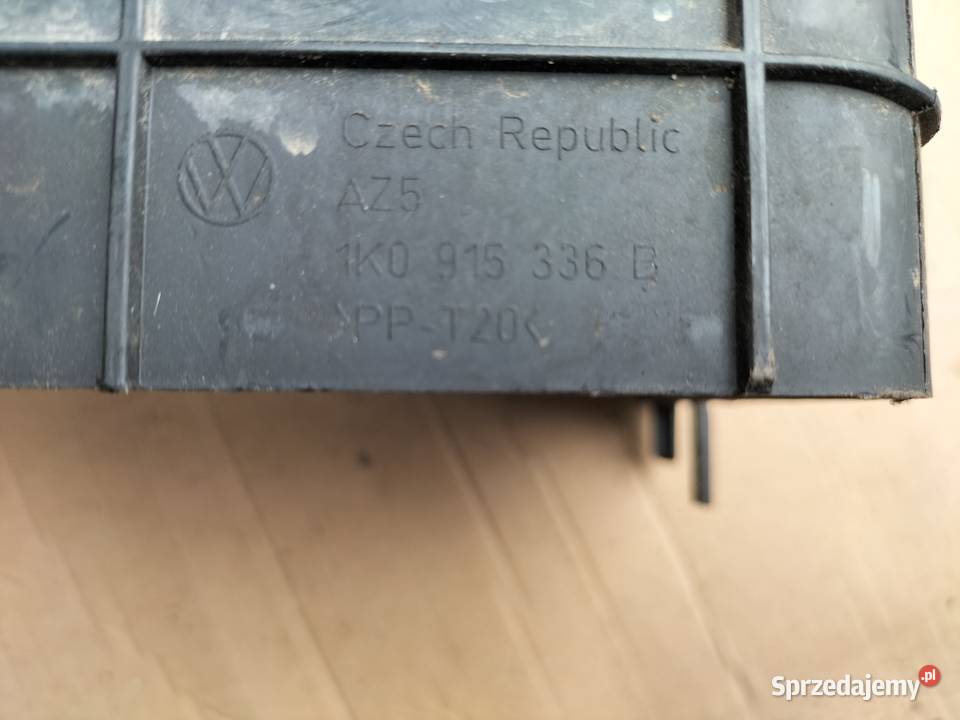 Czech Republic
AZ5
1K0 915 336 B
>PP-T20<
Sprzedajemy.pl